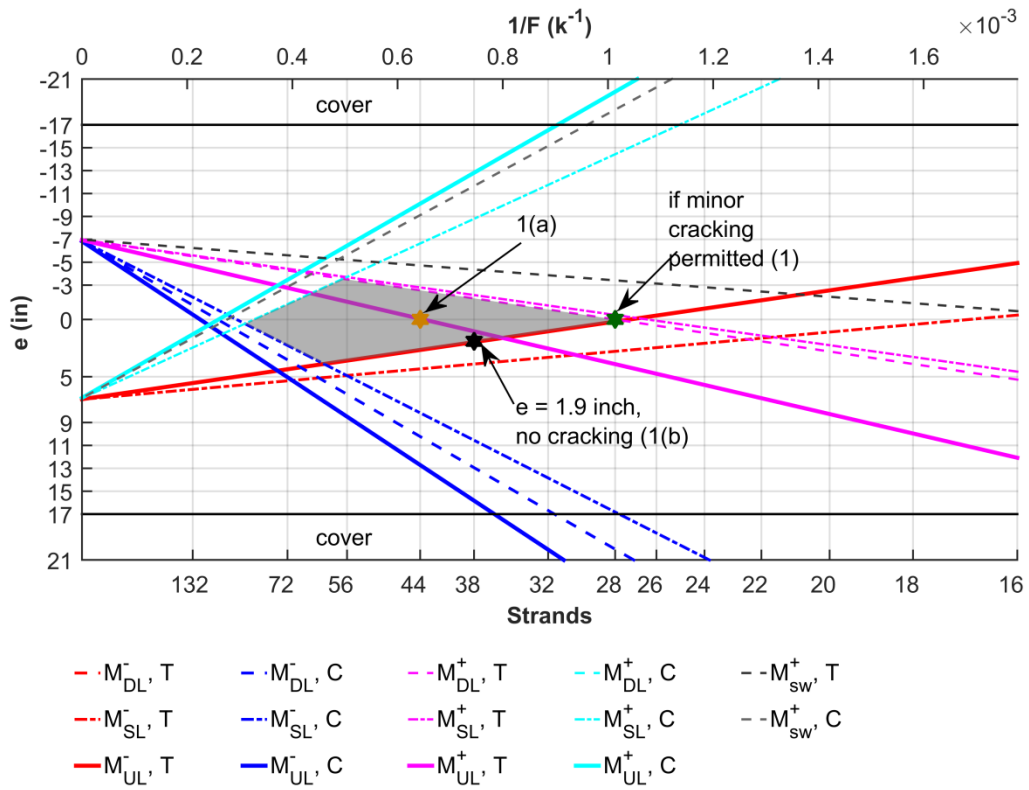 1/F (k⁻¹)
×10⁻³
0 0.2 0.4 0.6 0.8 1 1.2 1.4 1.6
-21
cover
-17
-15
-13
-11
-9
-7
-5
-3
0
5
9
11
13
15
17
21
e (in)
if minor
cracking
permitted (1)
1(a)
e = 1.9 inch,
no cracking (1(b)
cover
132 72 56 44 38 32 28 26 24 22 20 18 16
Strands
M⁻DL, T M⁻DL, C M⁺DL, T M⁺DL, C M⁺sw, T
M⁻SL, T M⁻SL, C M⁺SL, T M⁺SL, C M⁺sw, C
M⁻UL, T M⁻UL, C M⁺UL, T M⁺UL, C